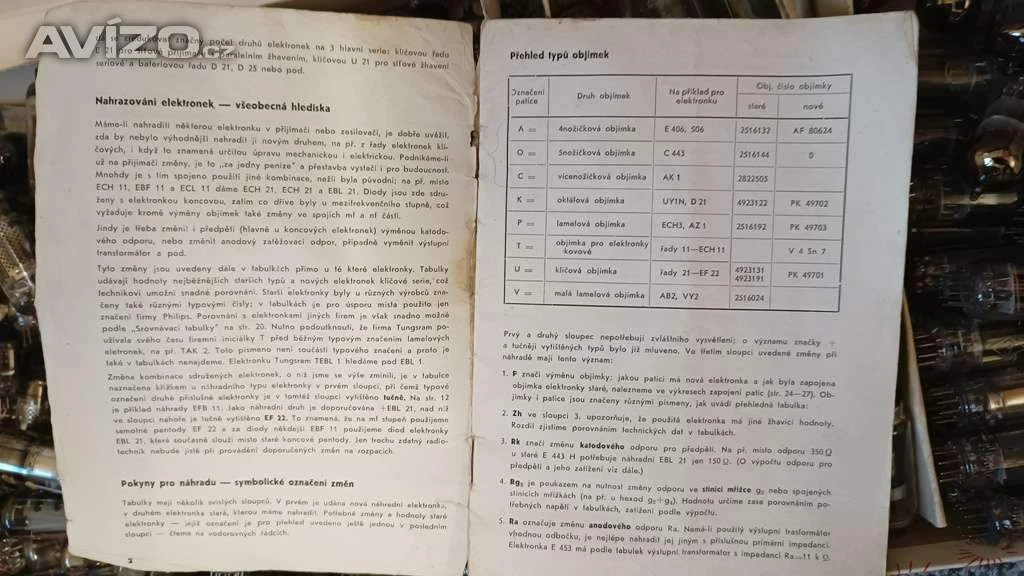 AVÍZO.cz
dá se zredukovat značný počet druhů elektronek na 3 hlavní serie: klíčovou řadu
E 21 pro síťové přijímače s paralelním žhavením, klíčovou U 21 pro síťové žhavení
seriové a bateriovou řadu D 21, D 25 nebo pod.
Nahrazování elektronek — všeobecná hlediska
Máme-li nahraditi některou elektronku v přijímači nebo zesilovači, je dobře uvážit,
zda by nebylo výhodnější nahradit ji novým druhem, na př. z řady elektronek klí-
čových, i když to znamená určitou úpravu mechanickou i elektrickou. Podnikáme-li
už na přijímači změny, je to „za jedny peníze" a přestavba vystačí i pro budoucnost.
Mnohdy je s tím spojeno použití jiné kombinace, nežli byla původní; na př. místo
ECH 11, EBF 11 a ECL 11 dáme ECH 21, ECH 21 a EBL 21. Diody jsou zde sdru-
ženy s elektronkou koncovou, zatím co dříve byly u mezifrekvenčního stupně, což
vyžaduje kromě výměny objímek také změny ve spojích mf a nf části.
Jindy je třeba změnil i předpětí (hlavně u koncových elektronek) výměnou katodo-
vého odporu, nebo změnit anodový zatěžovací odpor, případně vyměnit výstupní
transformátor a pod.
Tyto změny jsou uvedeny dále v tabulkách přímo u té které elektronky. Tabulky
udávají hodnoty nejběžnějších starších typů a nových elektronek klíčové serie, což
technikovi umožní snadné porovnání. Starší elektronky byly u různých výrobců zna-
čeny také různými typovými čísly; v tabulkách je pro úsporu místa použito jen
značení firmy Philips. Porovnání s elektronkami jiných firem je však snadno možné
podle „Srovnávací tabulky" na str. 20. Nutno podoulknouti, že firma Tungsram po-
užívala svého času firemní iniciálky T před běžným typovým značením lamelových
eletronek, na př. TAK 2. Toto písmeno není součástí typového značení a proto je
také v tabulkách nenajdeme. Elektronku Tungsram TEBL 1 hledáme pod EBL 1.
Změna kombinace sdružených elektronek, o níž jsme se výše zmínili, je v tabulce
naznačena křížkem u náhradního typu elektronky v prvém sloupci, při čemž typové
označení druhé příslušné elektronky je v tomtéž sloupci vytištěno tučně. Na str. 12
je příklad náhrady EFB 11. Jako náhradní druh je doporučována +EBL 21, nad níž
ve sloupci nahoře je tučně vytištěno EF 22. To znamená, že na mf stupeň použijeme
samotné pentody EF 22 a za diody někdejší EBF 11 použijeme diod elektronky
EBL 21, které současně slouží místo staré koncové pentody. Jen trochu zdatný radio-
technik nebude jistě při provádění doporučených změn na rozpacích.
Pokyny pro náhradu — symbolické označení změn
Tabulky mají několik svislých sloupců. V prvém je udána nová náhradní elektronka,
v druhém elektronka stará, kterou máme nahradit. Potřebné změny a hodnoty staré
elektronky — jejíž označení je pro přehled uvedeno ještě jednou v posledním
sloupci — čteme na vodorovných řádcích.
2
Přehled typů objímek
Označení patice | Druh objímek | Na příklad pro elektronku | Obj. číslo objímky
staré | nové
A = | 4nožičková objímka | E 406, 506 | 2516132 | AF 80624
O = | 5nožičková objímka | C 443 | 2516144 | 0
C = | vícenožičková objímka | AK 1 | 2822505
K = | oktálová objímka | UY1N, D 21 | 4923122 | PK 49702
P = | lamelová objímka | ECH3, AZ 1 | 2516192 | PK 49703
T = | objímka pro elektronky kovové | řady 11—ECH 11 | V 4 Sn 7
U = | klíčová objímka | řady 21—EF 22 | 4923131 4923191 | PK 49701
V = | malá lamelová objímka | AB2, VY2 | 2516024
Prvý a druhý sloupec nepotřebují zvláštního vysvětlení; o významu značky +
a tučněji vytištěných typů bylo již mluveno. Ve třetím sloupci uvedené změny při
náhradě mají tento význam:
1. P značí výměnu objímky; jakou patici má nová elektronka a jak byla zapojena
objímka elektronky staré, nalezneme ve výkresech zapojení patic (str. 24—27). Ob-
jímky i patice jsou značeny různými písmeny, jak uvádí přehledná tabulka:
2. Zh ve sloupci 3. upozorňuje, že použitá elektronka má jiné žhavicí hodnoty.
Rozdíl zjistíme porovnáním technických dat v tabulkách.
3. Rk značí změnu katodového odporu pro předpětí. Na př. místo odporu 350 Ω
u staré E 443 H potřebuje náhradní EBL 21 jen 150 Ω. (O výpočtu odporu pro
předpětí a jeho zatížení viz dále.)
4. Rg₂ je poukazem na nutnost změny odporu ve stínicí mřížce g₂ nebo spojených
stínicích mřížkách (na př. u hexod g₂+g₄). Hodnotu určíme zase porovnáním po-
třebných napětí v tabulkách, zatížení podle výpočtu.
5. Ra označuje změnu anodového odporu Ra. Nemá-li použitý výstupní trasformátor
vhodnou odbočku, je nejlépe nahradit jej jiným s příslušnou primární impedancí.
Elektronka E 453 má podle tabulek výstupní transformátor s impedancí Ra=11 k Ω.